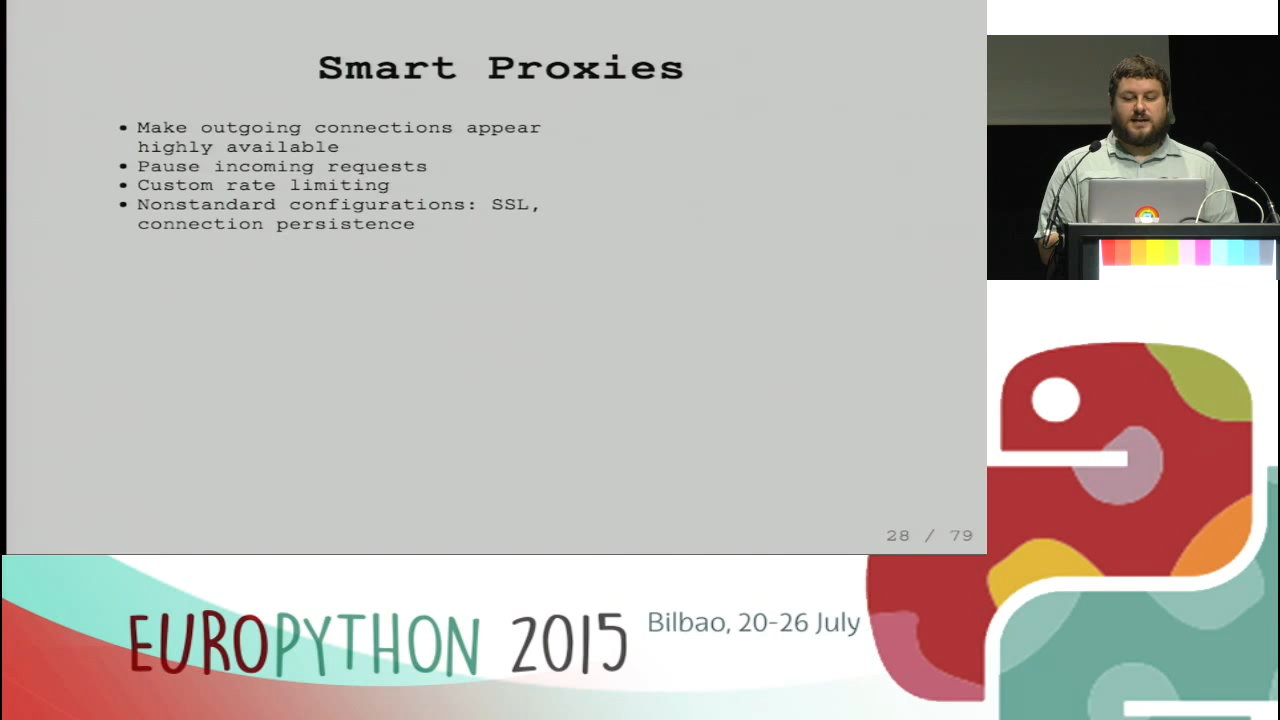 Smart Proxies
• Make outgoing connections appear
highly available
• Pause incoming requests
• Custom rate limiting
• Nonstandard configurations: SSL,
connection persistence
28 / 79
EUROPYTHON 2015
Bilbao, 20-26 July